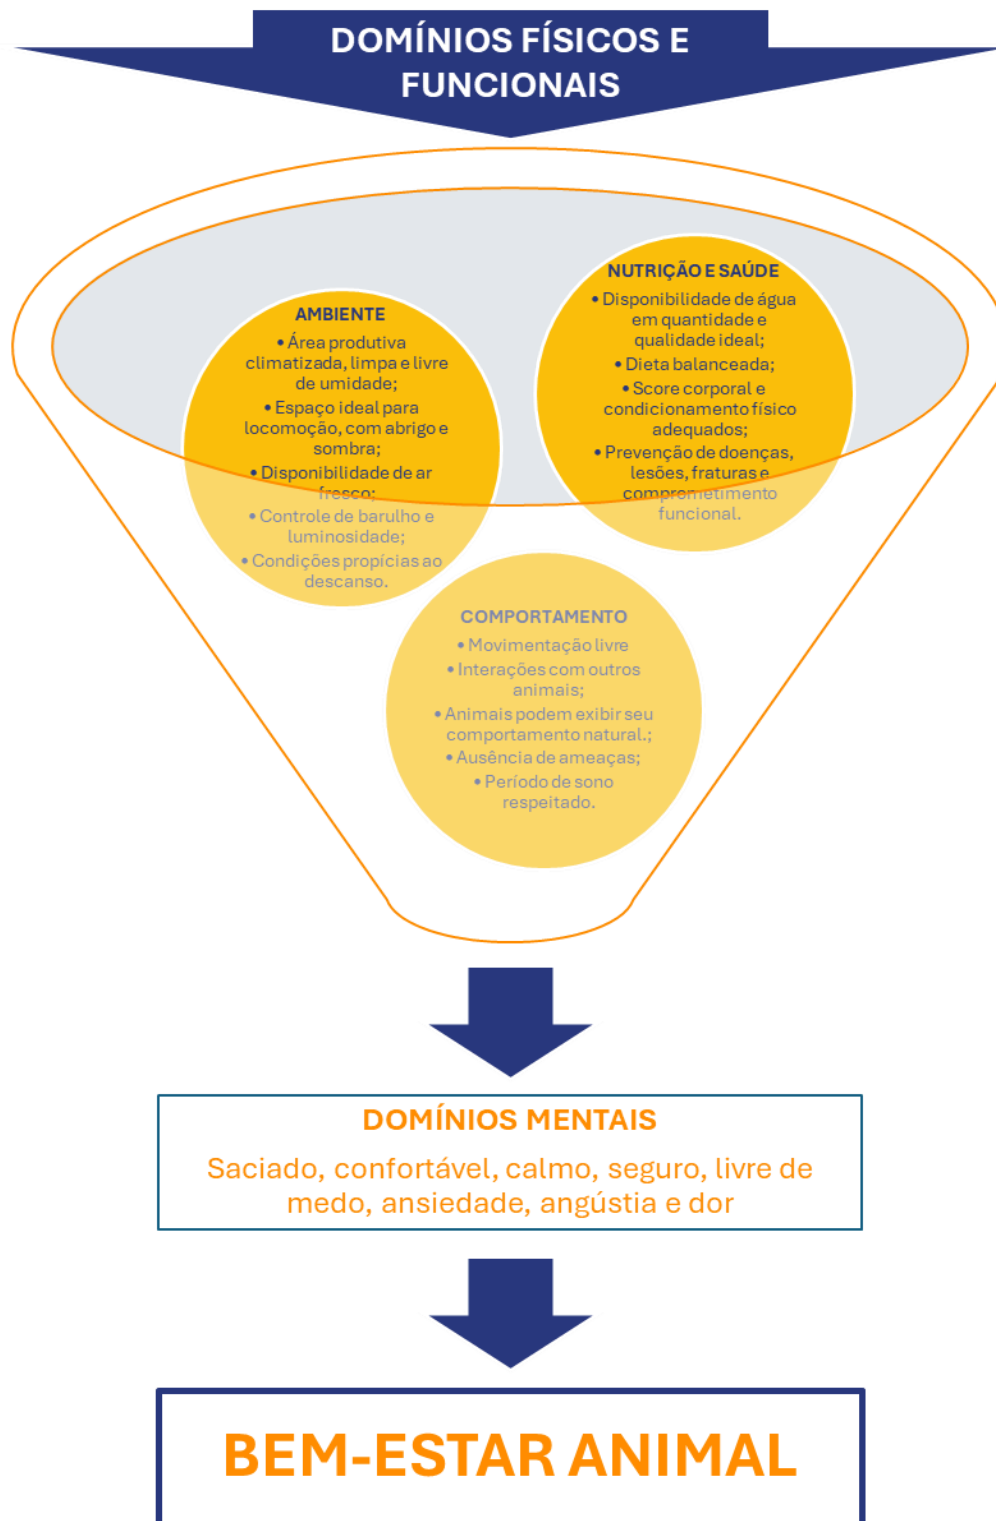 DOMÍNIOS FÍSICOS E
FUNCIONAIS
AMBIENTE
• Área produtiva
climatizada, limpa e livre
de umidade;
• Espaço ideal para
locomoção, com abrigo e
sombra;
• Disponibilidade de ar
fresco;
• Controle de barulho e
luminosidade;
• Condições propícias ao
descanso.
NUTRIÇÃO E SAÚDE
• Disponibilidade de água
em quantidade e
qualidade ideal;
• Dieta balanceada;
• Score corporal e
condicionamento físico
adequados;
• Prevenção de doenças,
lesões, fraturas e
comprometimento
funcional.
COMPORTAMENTO
• Movimentação livre
• Interações com outros
animais;
• Animais podem exibir seu
comportamento natural.;
• Ausência de ameaças;
• Período de sono
respeitado.
DOMÍNIOS MENTAIS
Saciado, confortável, calmo, seguro, livre de
medo, ansiedade, angústia e dor
BEM-ESTAR ANIMAL